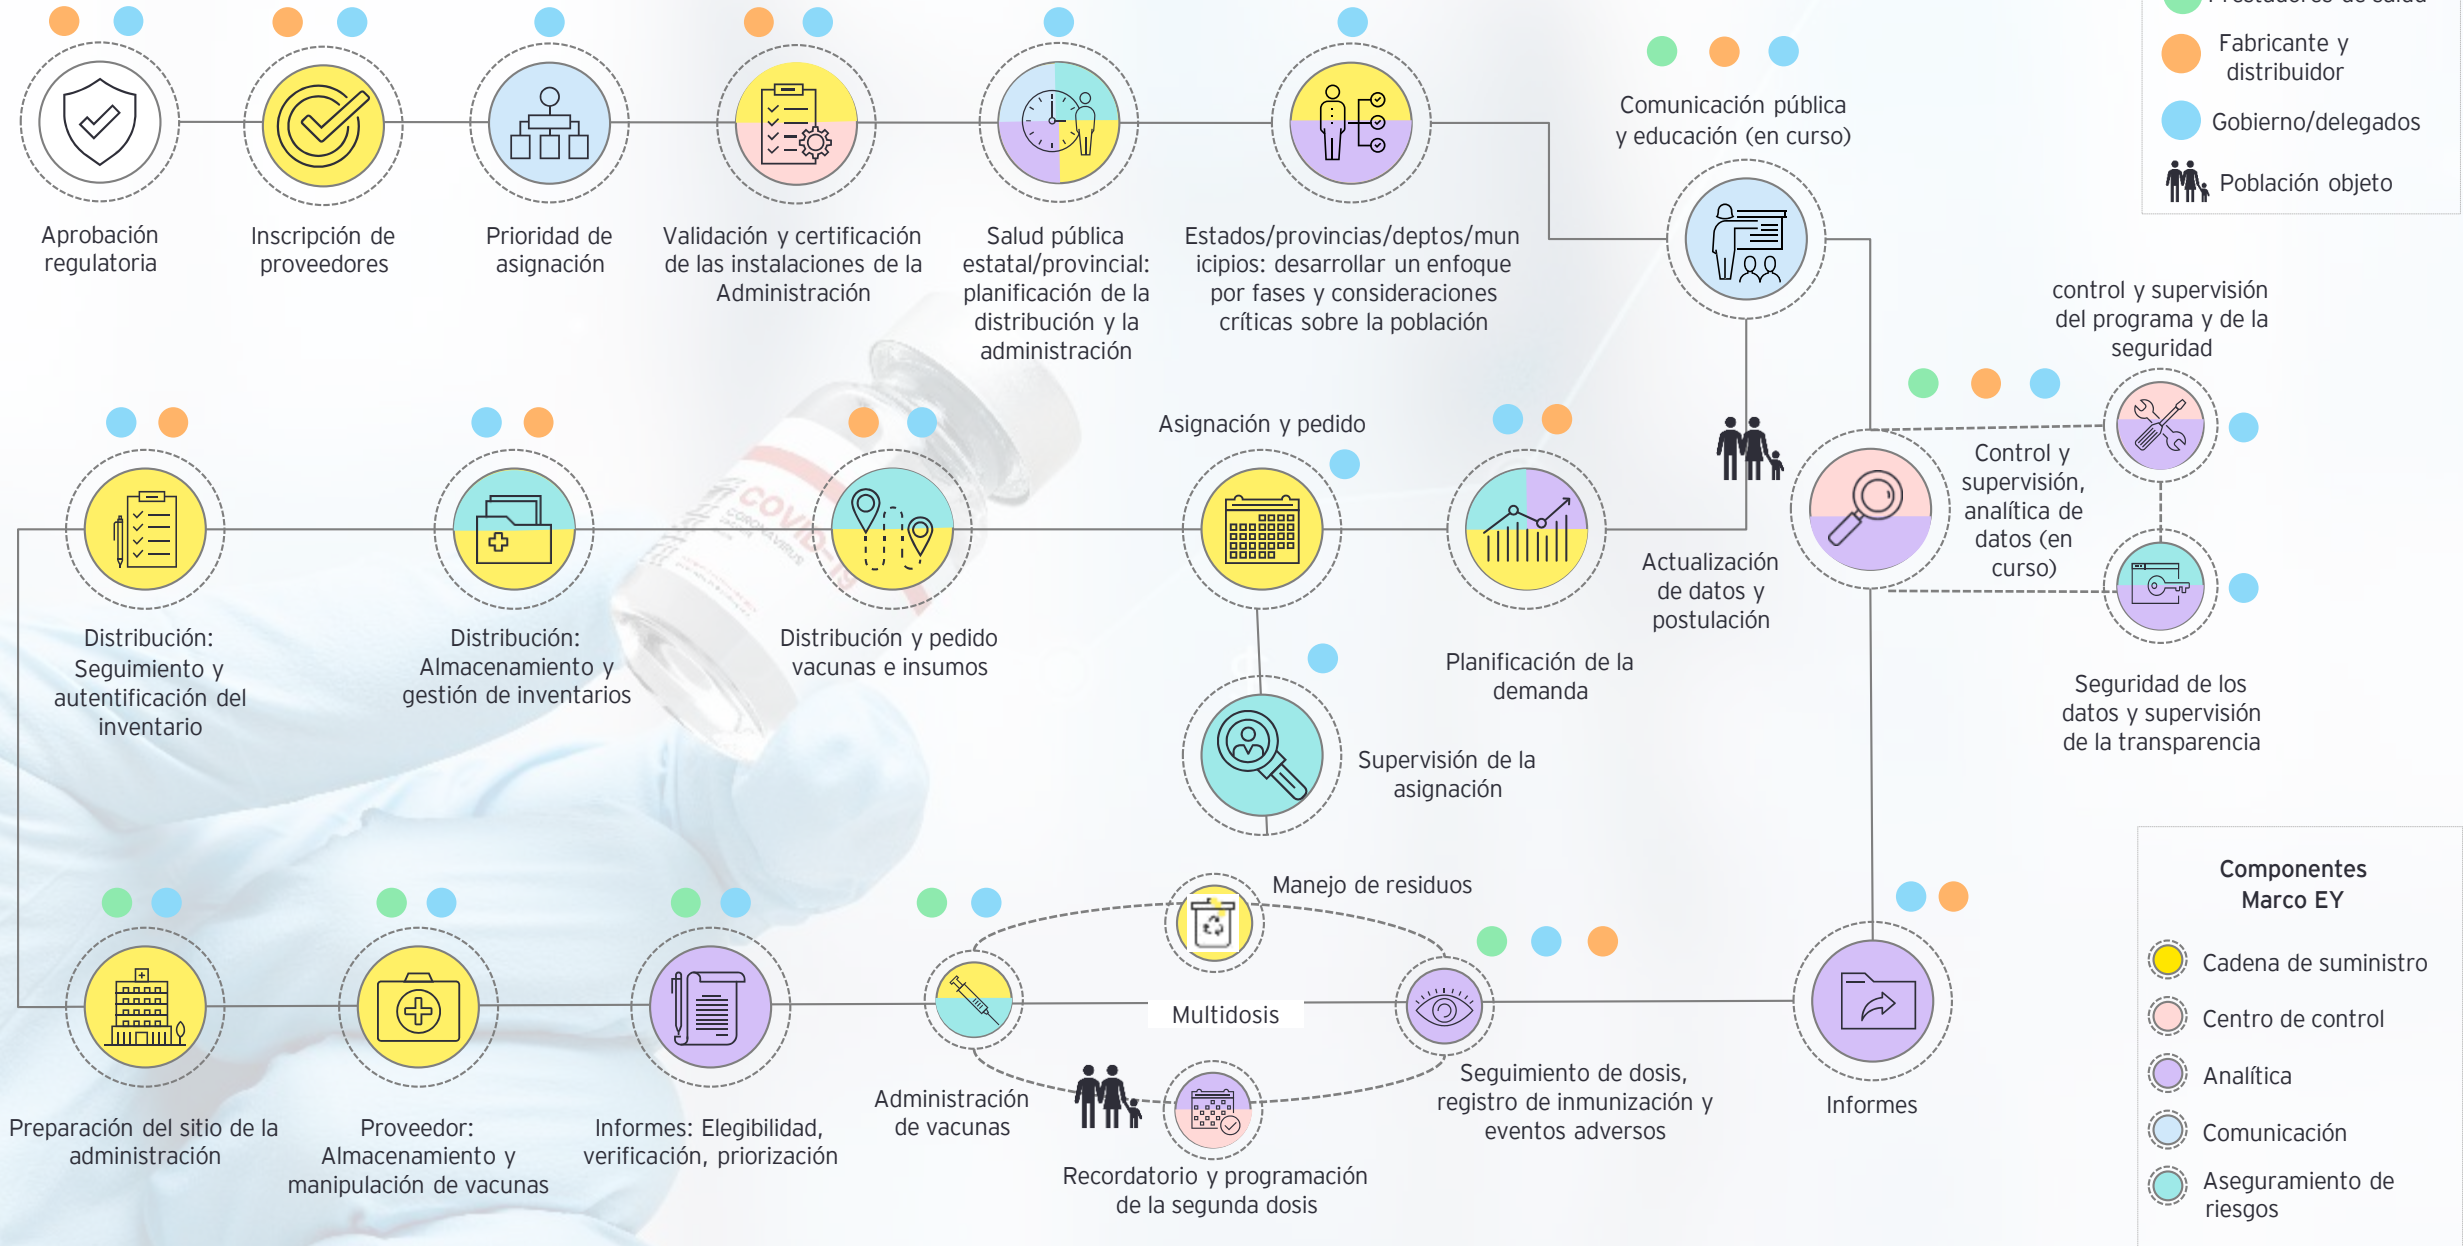 Prestadores de salud
Fabricante y
distribuidor
Gobierno/delegados
Población objeto
Aprobación
regulatoria
Inscripción de
proveedores
Prioridad de
asignación
Validación y certificación
de las instalaciones de la
Administración
Salud pública
estatal/provincial:
planificación de la
distribución y la
administración
Estados/provincias/deptos/mun
icipios: desarrollar un enfoque
por fases y consideraciones
críticas sobre la población
Comunicación pública
y educación (en curso)
control y supervisión
del programa y de la
seguridad
Control y
supervisión,
analítica de
datos (en
curso)
Seguridad de los
datos y supervisión
de la transparencia
Actualización
de datos y
postulación
Planificación de la
demanda
Asignación y pedido
Supervisión de la
asignación
Distribución y pedido
vacunas e insumos
Distribución:
Almacenamiento y
gestión de inventarios
Distribución:
Seguimiento y
autentificación del
inventario
COVID-19
CORONAVIRUS
Preparación del sitio de la
administración
Proveedor:
Almacenamiento y
manipulación de vacunas
Informes: Elegibilidad,
verificación, priorización
Administración
de vacunas
Manejo de residuos
Multidosis
Recordatorio y programación
de la segunda dosis
Seguimiento de dosis,
registro de inmunización y
eventos adversos
Informes
Componentes
Marco EY
Cadena de suministro
Centro de control
Analítica
Comunicación
Aseguramiento de
riesgos